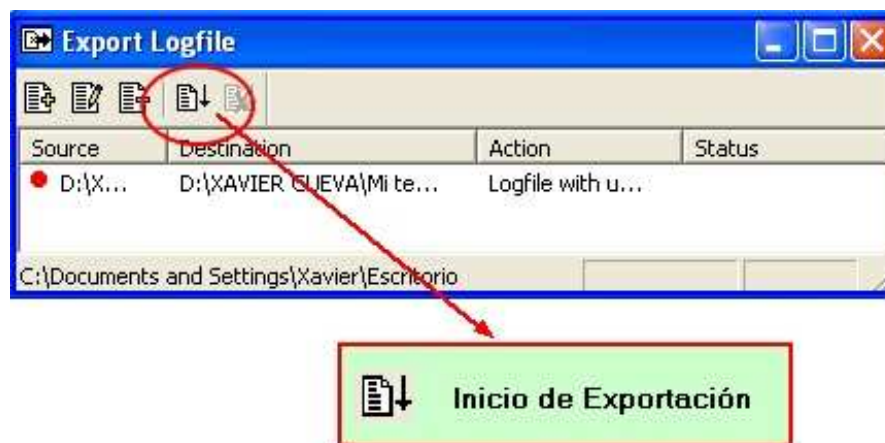 Export Logfile
Source Destination Action Status
D:\X... D:\XAVIER CUEVA\Mi te... Logfile with u...
C:\Documents and Settings\Xavier\Escritorio
Inicio de Exportación